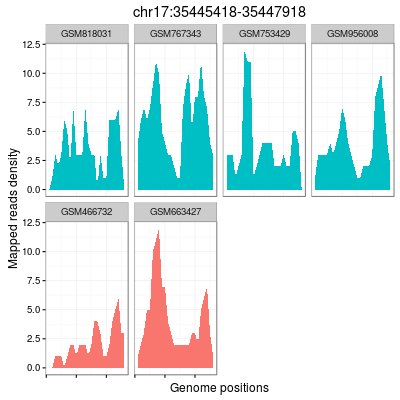 chr17:35445418-35447918
GSM818031 GSM767343 GSM753429 GSM956008
12.5
10.0
7.5
5.0
2.5
0.0
Mapped reads density
GSM466732 GSM663427
12.5
10.0
7.5
5.0
2.5
0.0
Genome positions